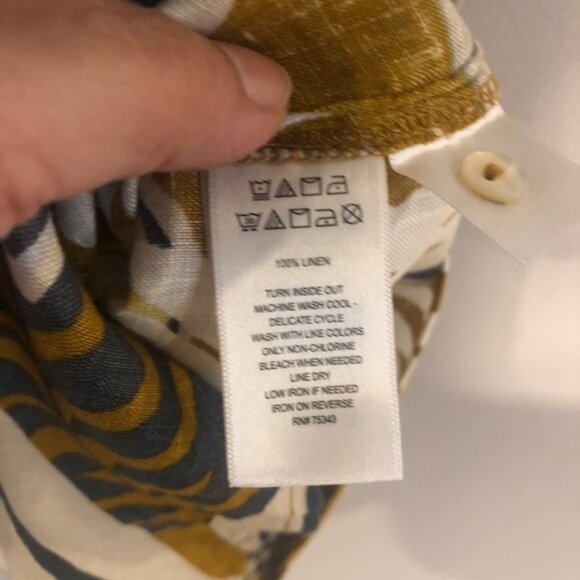 100% LINEN
TURN INSIDE OUT
MACHINE WASH COOL -
DELICATE CYCLE
WASH WITH LIKE COLORS
ONLY NON-CHLORINE
BLEACH WHEN NEEDED
LINE DRY
LOW IRON IF NEEDED
IRON ON REVERSE
RN# 75343